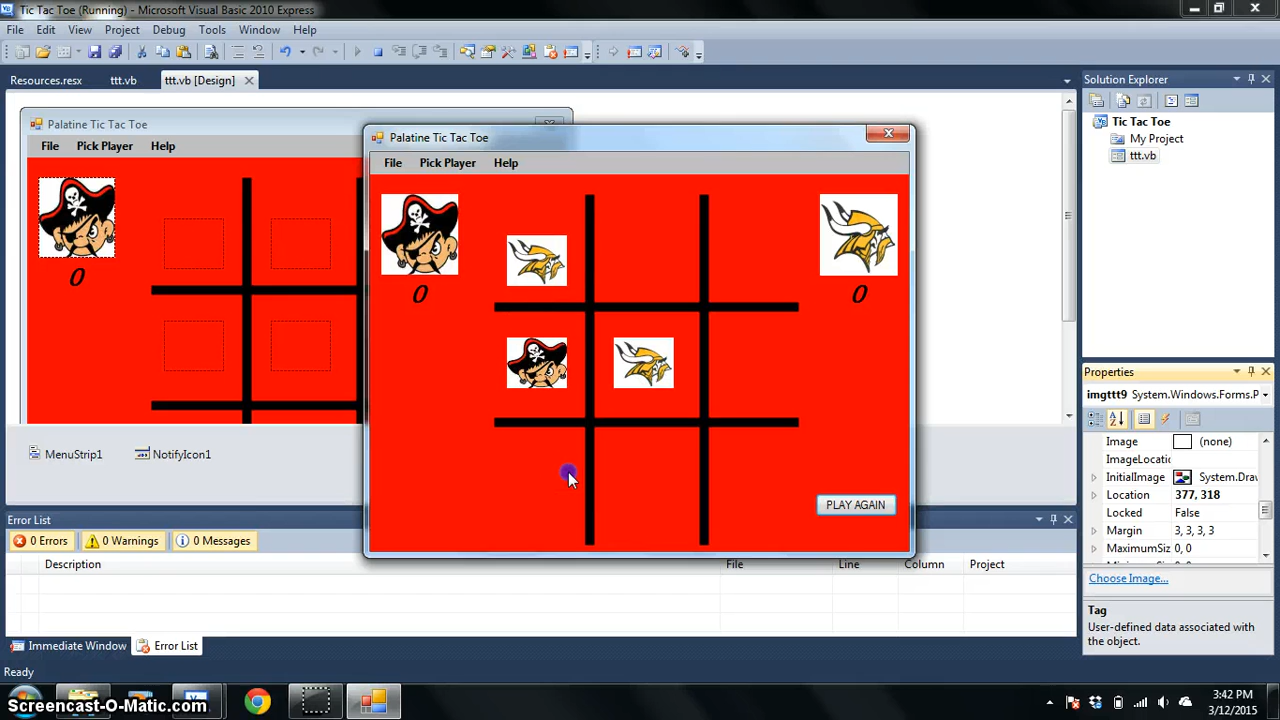 Tic Tac Toe (Running) - Microsoft Visual Basic 2010 Express
File Edit View Project Debug Tools Window Help
Resources.resx ttt.vb ttt.vb [Design]
Palatine Tic Tac Toe
File Pick Player Help
0
MenuStrip1 NotifyIcon1
Palatine Tic Tac Toe
File Pick Player Help
0 0
PLAY AGAIN
Solution Explorer
Tic Tac Toe
My Project
ttt.vb
Properties
imgttt9 System.Windows.Forms.P
Image (none)
ImageLocatic
InitialImage System.Drav
Location 377, 318
Locked False
Margin 3, 3, 3, 3
MaximumSiz 0, 0
Choose Image...
Tag
User-defined data associated with
the object.
Error List
0 Errors 0 Warnings 0 Messages
Description File Line Column Project
Immediate Window Error List
Ready
Screencast-O-Matic.com
3:42 PM
3/12/2015